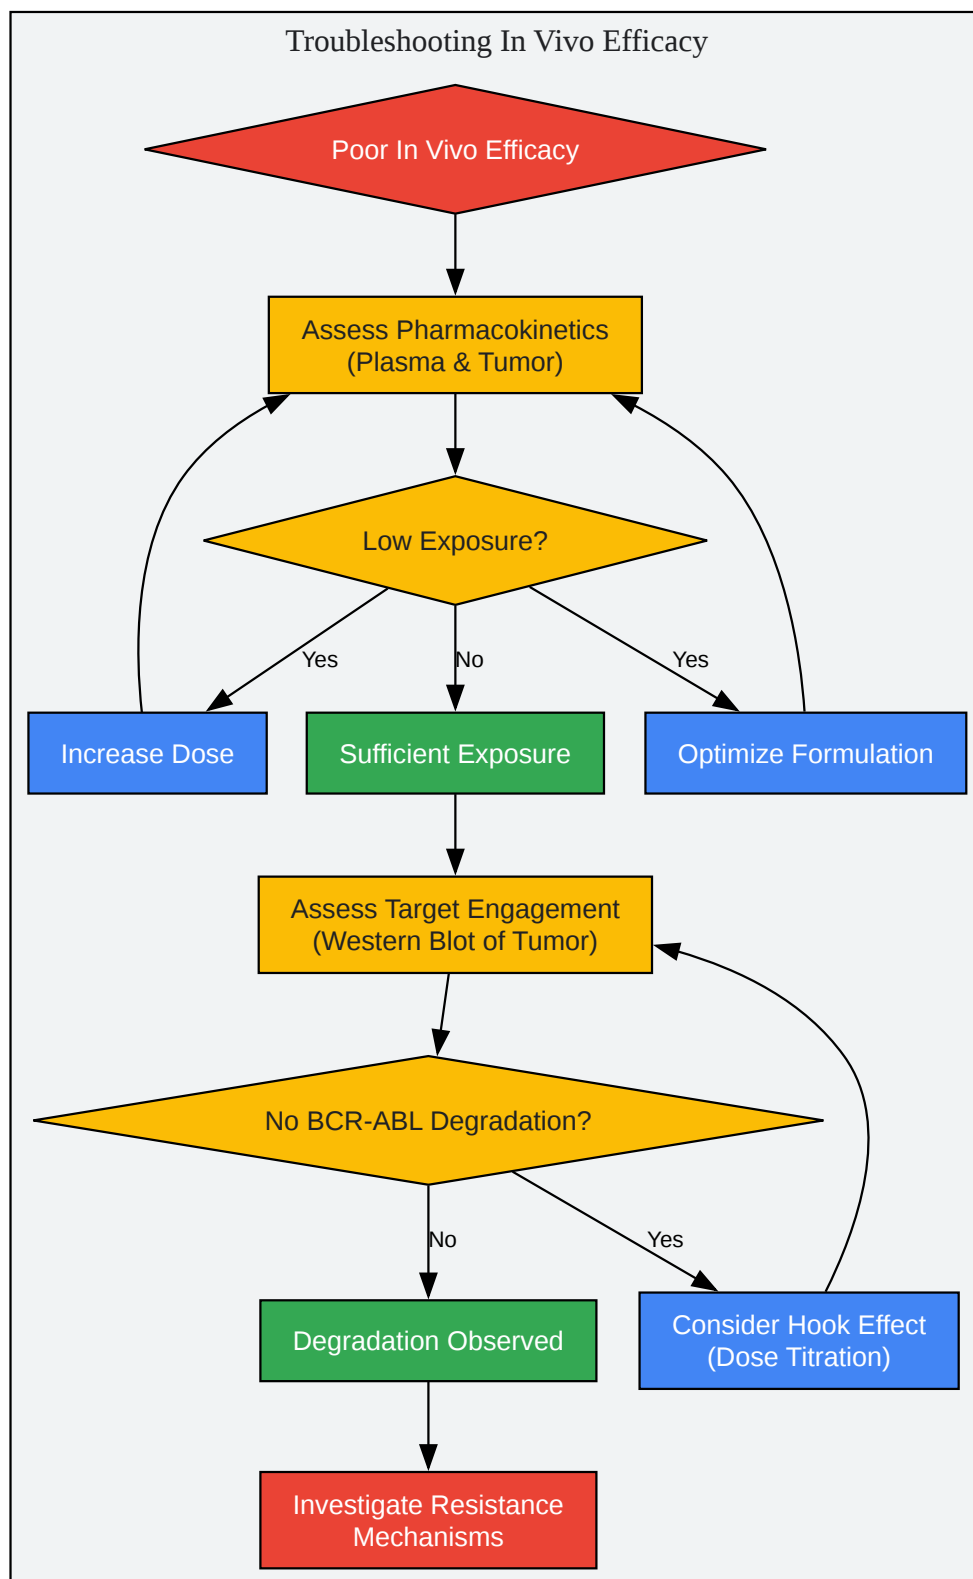 Troubleshooting In Vivo Efficacy
Poor In Vivo Efficacy
Assess Pharmacokinetics
(Plasma & Tumor)
Low Exposure?
Yes
No
Yes
Increase Dose
Sufficient Exposure
Optimize Formulation
Assess Target Engagement
(Western Blot of Tumor)
No BCR-ABL Degradation?
No
Yes
Degradation Observed
Consider Hook Effect
(Dose Titration)
Investigate Resistance
Mechanisms